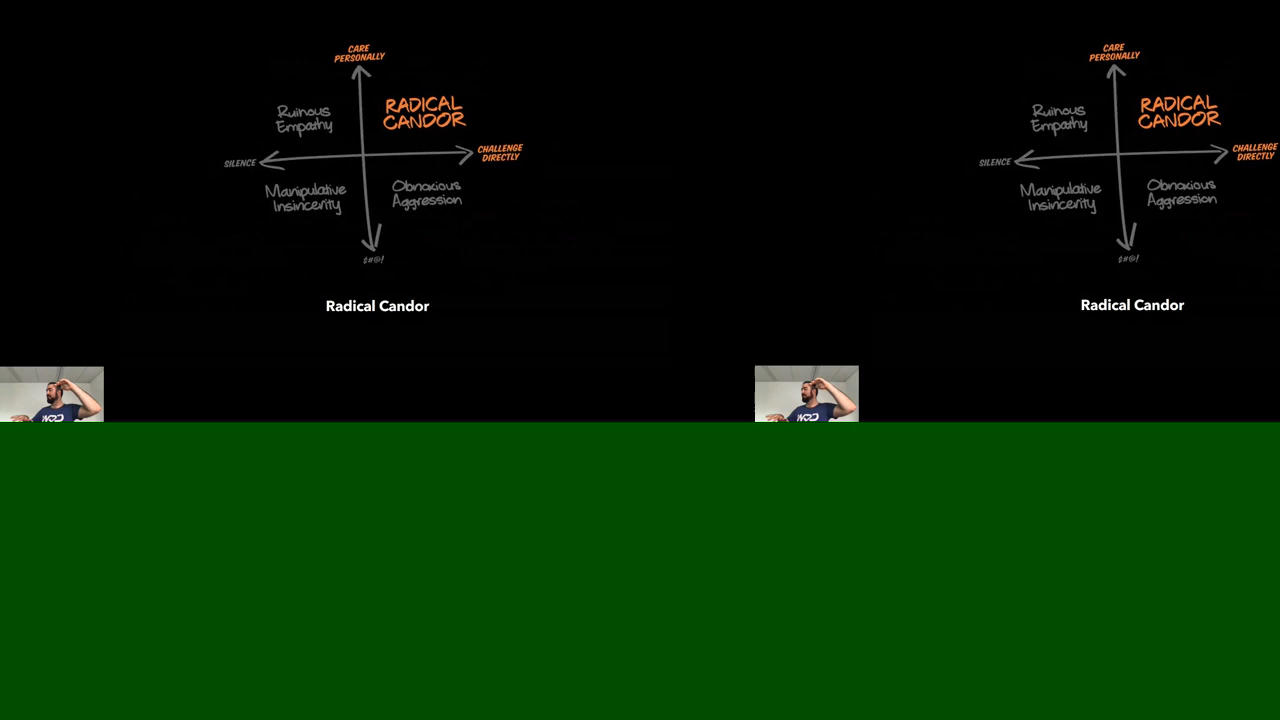 CARE
PERSONALLY
Ruinous
Empathy
RADICAL
CANDOR
SILENCE
CHALLENGE
DIRECTLY
Manipulative
Insincerity
Obnoxious
Aggression
$#@!
Radical Candor
CARE
PERSONALLY
Ruinous
Empathy
RADICAL
CANDOR
SILENCE
CHALLENGE
DIRECTLY
Manipulative
Insincerity
Obnoxious
Aggression
$#@!
Radical Candor